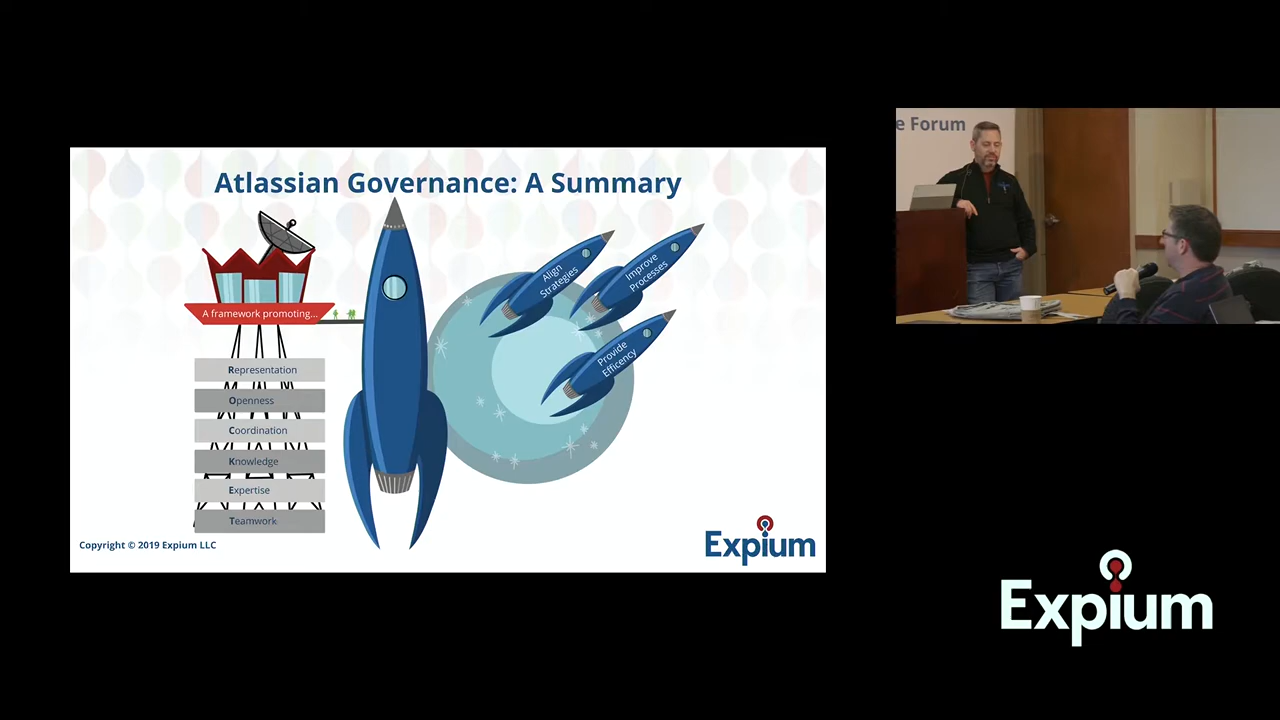 Atlassian Governance: A Summary
A framework promoting...
Representation
Openness
Coordination
Knowledge
Expertise
Teamwork
Align
Strategies
Improve
Processes
Provide
Efficency
Copyright © 2019 Expium LLC
Expium
e Forum
Expium